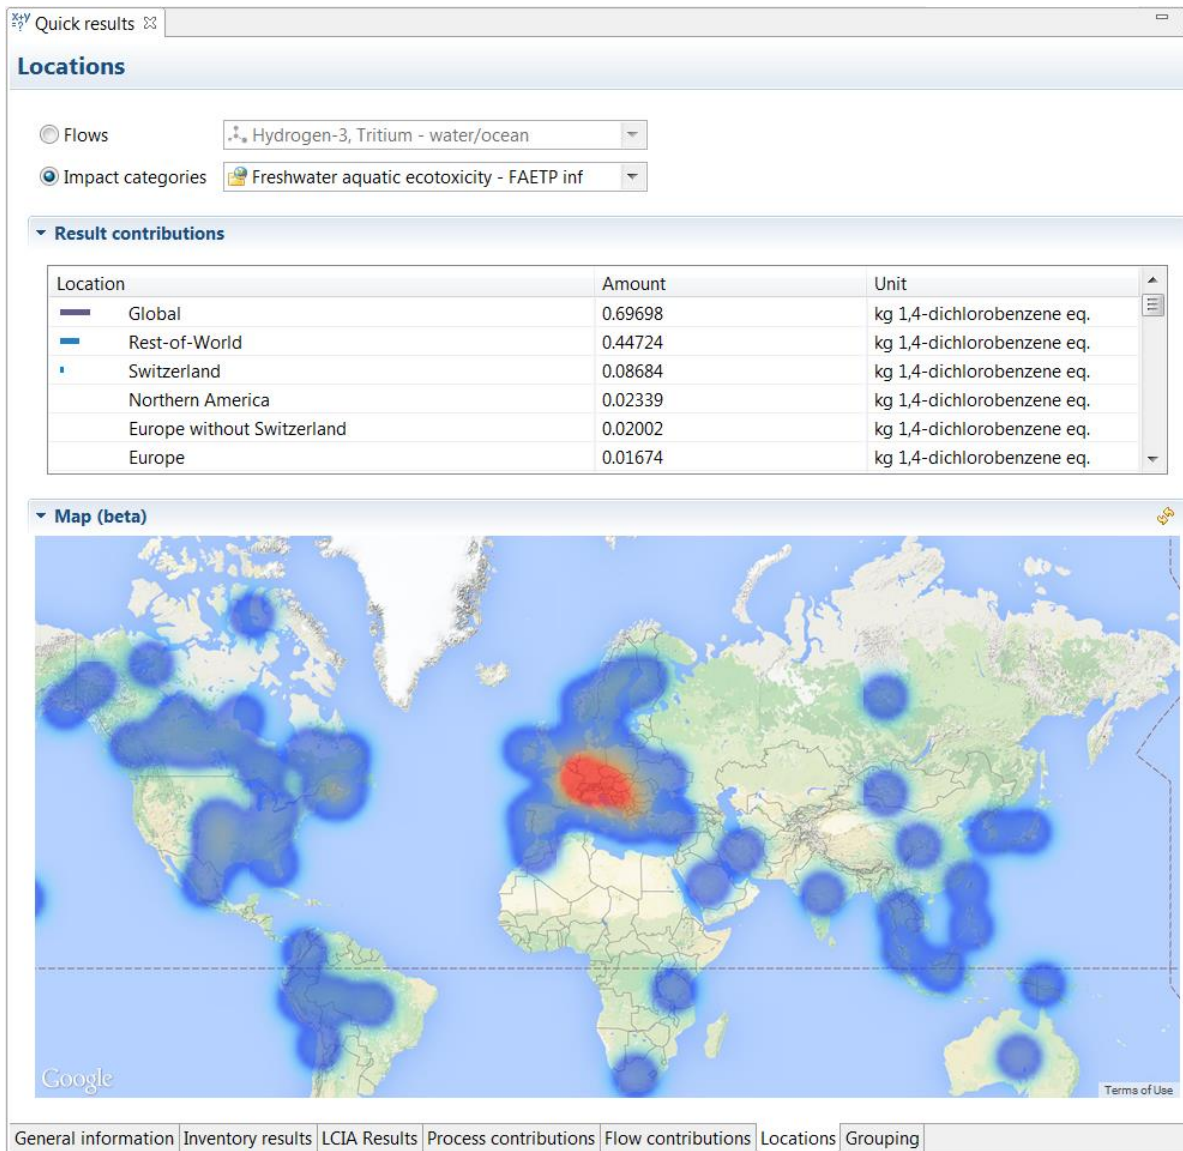 Quick results
Locations
Flows
Hydrogen-3, Tritium - water/ocean
Impact categories
Freshwater aquatic ecotoxicity - FAETP inf
Result contributions
Location Amount Unit
Global 0.69698 kg 1,4-dichlorobenzene eq.
Rest-of-World 0.44724 kg 1,4-dichlorobenzene eq.
Switzerland 0.08684 kg 1,4-dichlorobenzene eq.
Northern America 0.02339 kg 1,4-dichlorobenzene eq.
Europe without Switzerland 0.02002 kg 1,4-dichlorobenzene eq.
Europe 0.01674 kg 1,4-dichlorobenzene eq.
Map (beta)
Google
Terms of Use
General information Inventory results LCIA Results Process contributions Flow contributions Locations Grouping